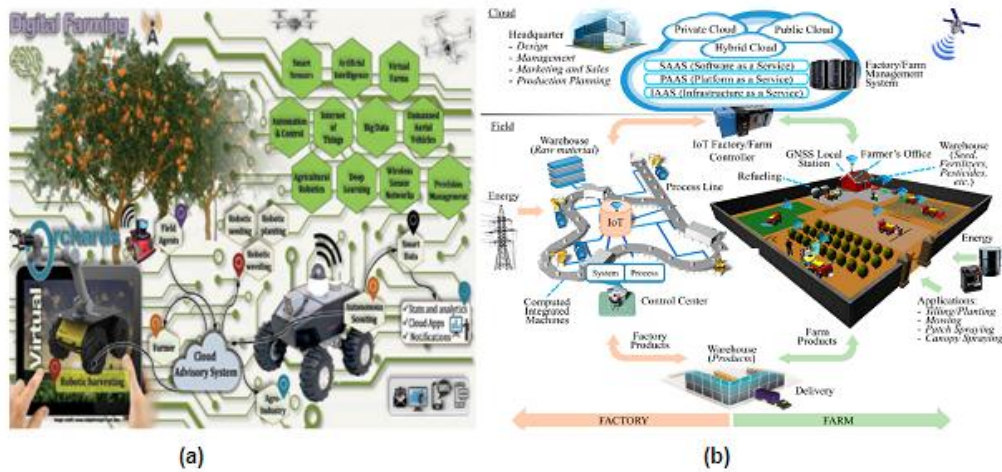 Digital Farming
Smart
Sensors
Artificial
Intelligence
Virtual
Farms
Automation
& Control
Internet
of
Things
Big Data
Unmanned
Aerial
Vehicles
Agricultural
Robotics
Deep
Learning
Wireless
Sensor
Networks
Precision
Management
Field
Agents
Robotic
seeding
Robotic
planting
Robotic
weeding
Smart
Data
chards
Virtual
Farmer
Cloud
Advisory System
Autonomous
Scouting
✓ Stats and analytics
✓ Cloud Apps
✓ Notifications
Robotic harvesting
Agro-
Industry
(a)
Cloud
Headquarter
- Design
- Management
- Marketing and Sales
- Production Planning
Private Cloud
Public Cloud
Hybrid Cloud
SAAS (Software as a Service)
PAAS (Platform as a Service)
IAAS (Infrastructure as a Service)
Factory/Farm
Management
System
Field
Warehouse
(Raw material)
IoT Factory/Farm
Controller
GNSS Local
Station
Farmer's Office
Warehouse
(Seed,
Fertilizers,
Pesticides,
etc.)
Refueling
Process Line
Energy
IoT
System
Process
Computed
Integrated
Machines
Control Center
Energy
Applications:
- Tilling/Planting
- Mowing
- Patch Spraying
- Canopy Spraying
Factory
Products
Farm
Products
Warehouse
(Products)
Delivery
FACTORY
FARM
(b)